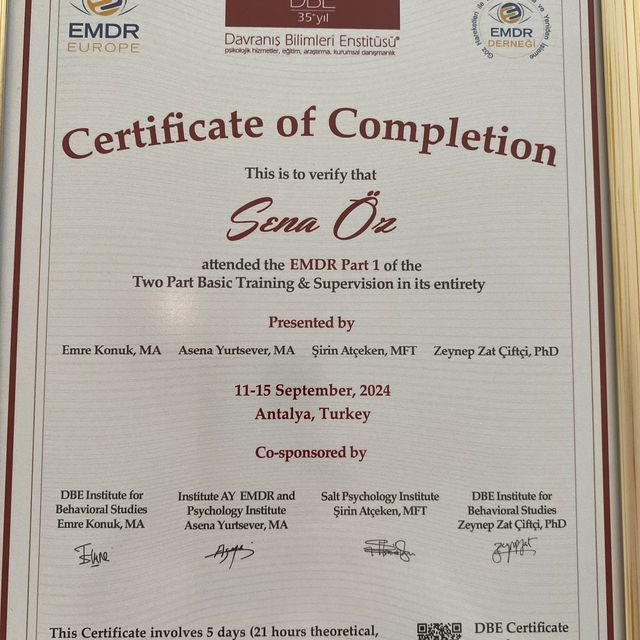 EMDR
EUROPE
DBE
35°yıl
Davranış Bilimleri Enstitüsü®
psikolojik hizmetler, eğitim, araştırma, kurumsal danışmanlık
EMDR
DERNEĞİ
Certificate of Completion
This is to verify that
Sena Öz
attended the EMDR Part 1 of the
Two Part Basic Training & Supervision in its entirety
Presented by
Emre Konuk, MA Asena Yurtsever, MA Şirin Atçeken, MFT Zeynep Zat Çiftçi, PhD
11-15 September, 2024
Antalya, Turkey
Co-sponsored by
DBE Institute for
Behavioral Studies
Emre Konuk, MA
Institute AY EMDR and
Psychology Institute
Asena Yurtsever, MA
Salt Psychology Institute
Şirin Atçeken, MFT
DBE Institute for
Behavioral Studies
Zeynep Zat Çiftçi, PhD
This Certificate involves 5 days (21 hours theoretical,
DBE Certificate